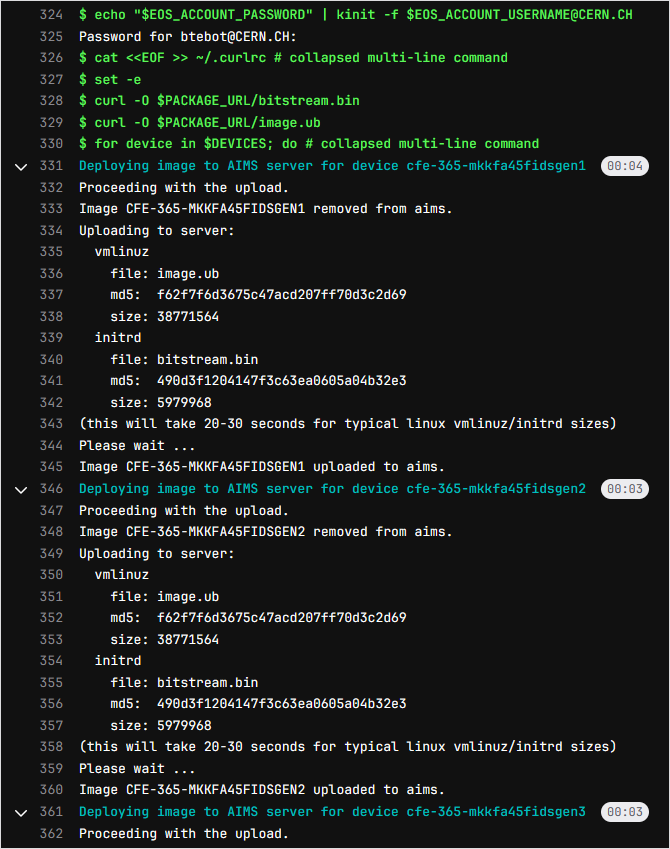 324 $ echo "$EOS_ACCOUNT_PASSWORD" | kinit -f $EOS_ACCOUNT_USERNAME@CERN.CH
325 Password for btebot@CERN.CH:
326 $ cat <<EOF >> ~/.curlrc # collapsed multi-line command
327 $ set -e
328 $ curl -O $PACKAGE_URL/bitstream.bin
329 $ curl -O $PACKAGE_URL/image.ub
330 $ for device in $DEVICES; do # collapsed multi-line command
331 Deploying image to AIMS server for device cfe-365-mkkfa45fidsgen1 00:04
332 Proceeding with the upload.
333 Image CFE-365-MKKFA45FIDSGEN1 removed from aims.
334 Uploading to server:
335 vmlinuz
336 file: image.ub
337 md5: f62f7f6d3675c47acd207ff70d3c2d69
338 size: 38771564
339 initrd
340 file: bitstream.bin
341 md5: 490d3f1204147f3c63ea0605a04b32e3
342 size: 5979968
343 (this will take 20-30 seconds for typical linux vmlinuz/initrd sizes)
344 Please wait ...
345 Image CFE-365-MKKFA45FIDSGEN1 uploaded to aims.
346 Deploying image to AIMS server for device cfe-365-mkkfa45fidsgen2 00:03
347 Proceeding with the upload.
348 Image CFE-365-MKKFA45FIDSGEN2 removed from aims.
349 Uploading to server:
350 vmlinuz
351 file: image.ub
352 md5: f62f7f6d3675c47acd207ff70d3c2d69
353 size: 38771564
354 initrd
355 file: bitstream.bin
356 md5: 490d3f1204147f3c63ea0605a04b32e3
357 size: 5979968
358 (this will take 20-30 seconds for typical linux vmlinuz/initrd sizes)
359 Please wait ...
360 Image CFE-365-MKKFA45FIDSGEN2 uploaded to aims.
361 Deploying image to AIMS server for device cfe-365-mkkfa45fidsgen3 00:03
362 Proceeding with the upload.